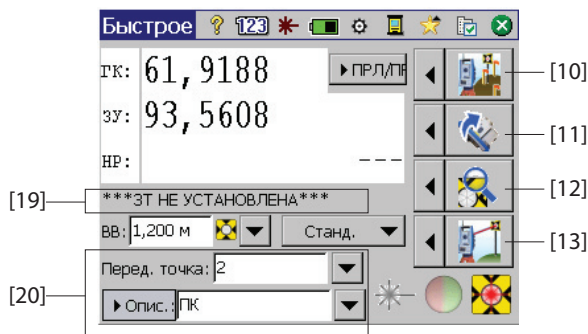 Быстрое ? 123
ГК: 61,9188 ПРЛ/ПР
ЗУ: 93,5608
НР: ---
***ЗТ НЕ УСТАНОВЛЕНА***
ВВ: 1,200 м Станд.
Перед. точка: 2
Опис.: ПК
[10]
[11]
[12]
[13]
[19]
[20]